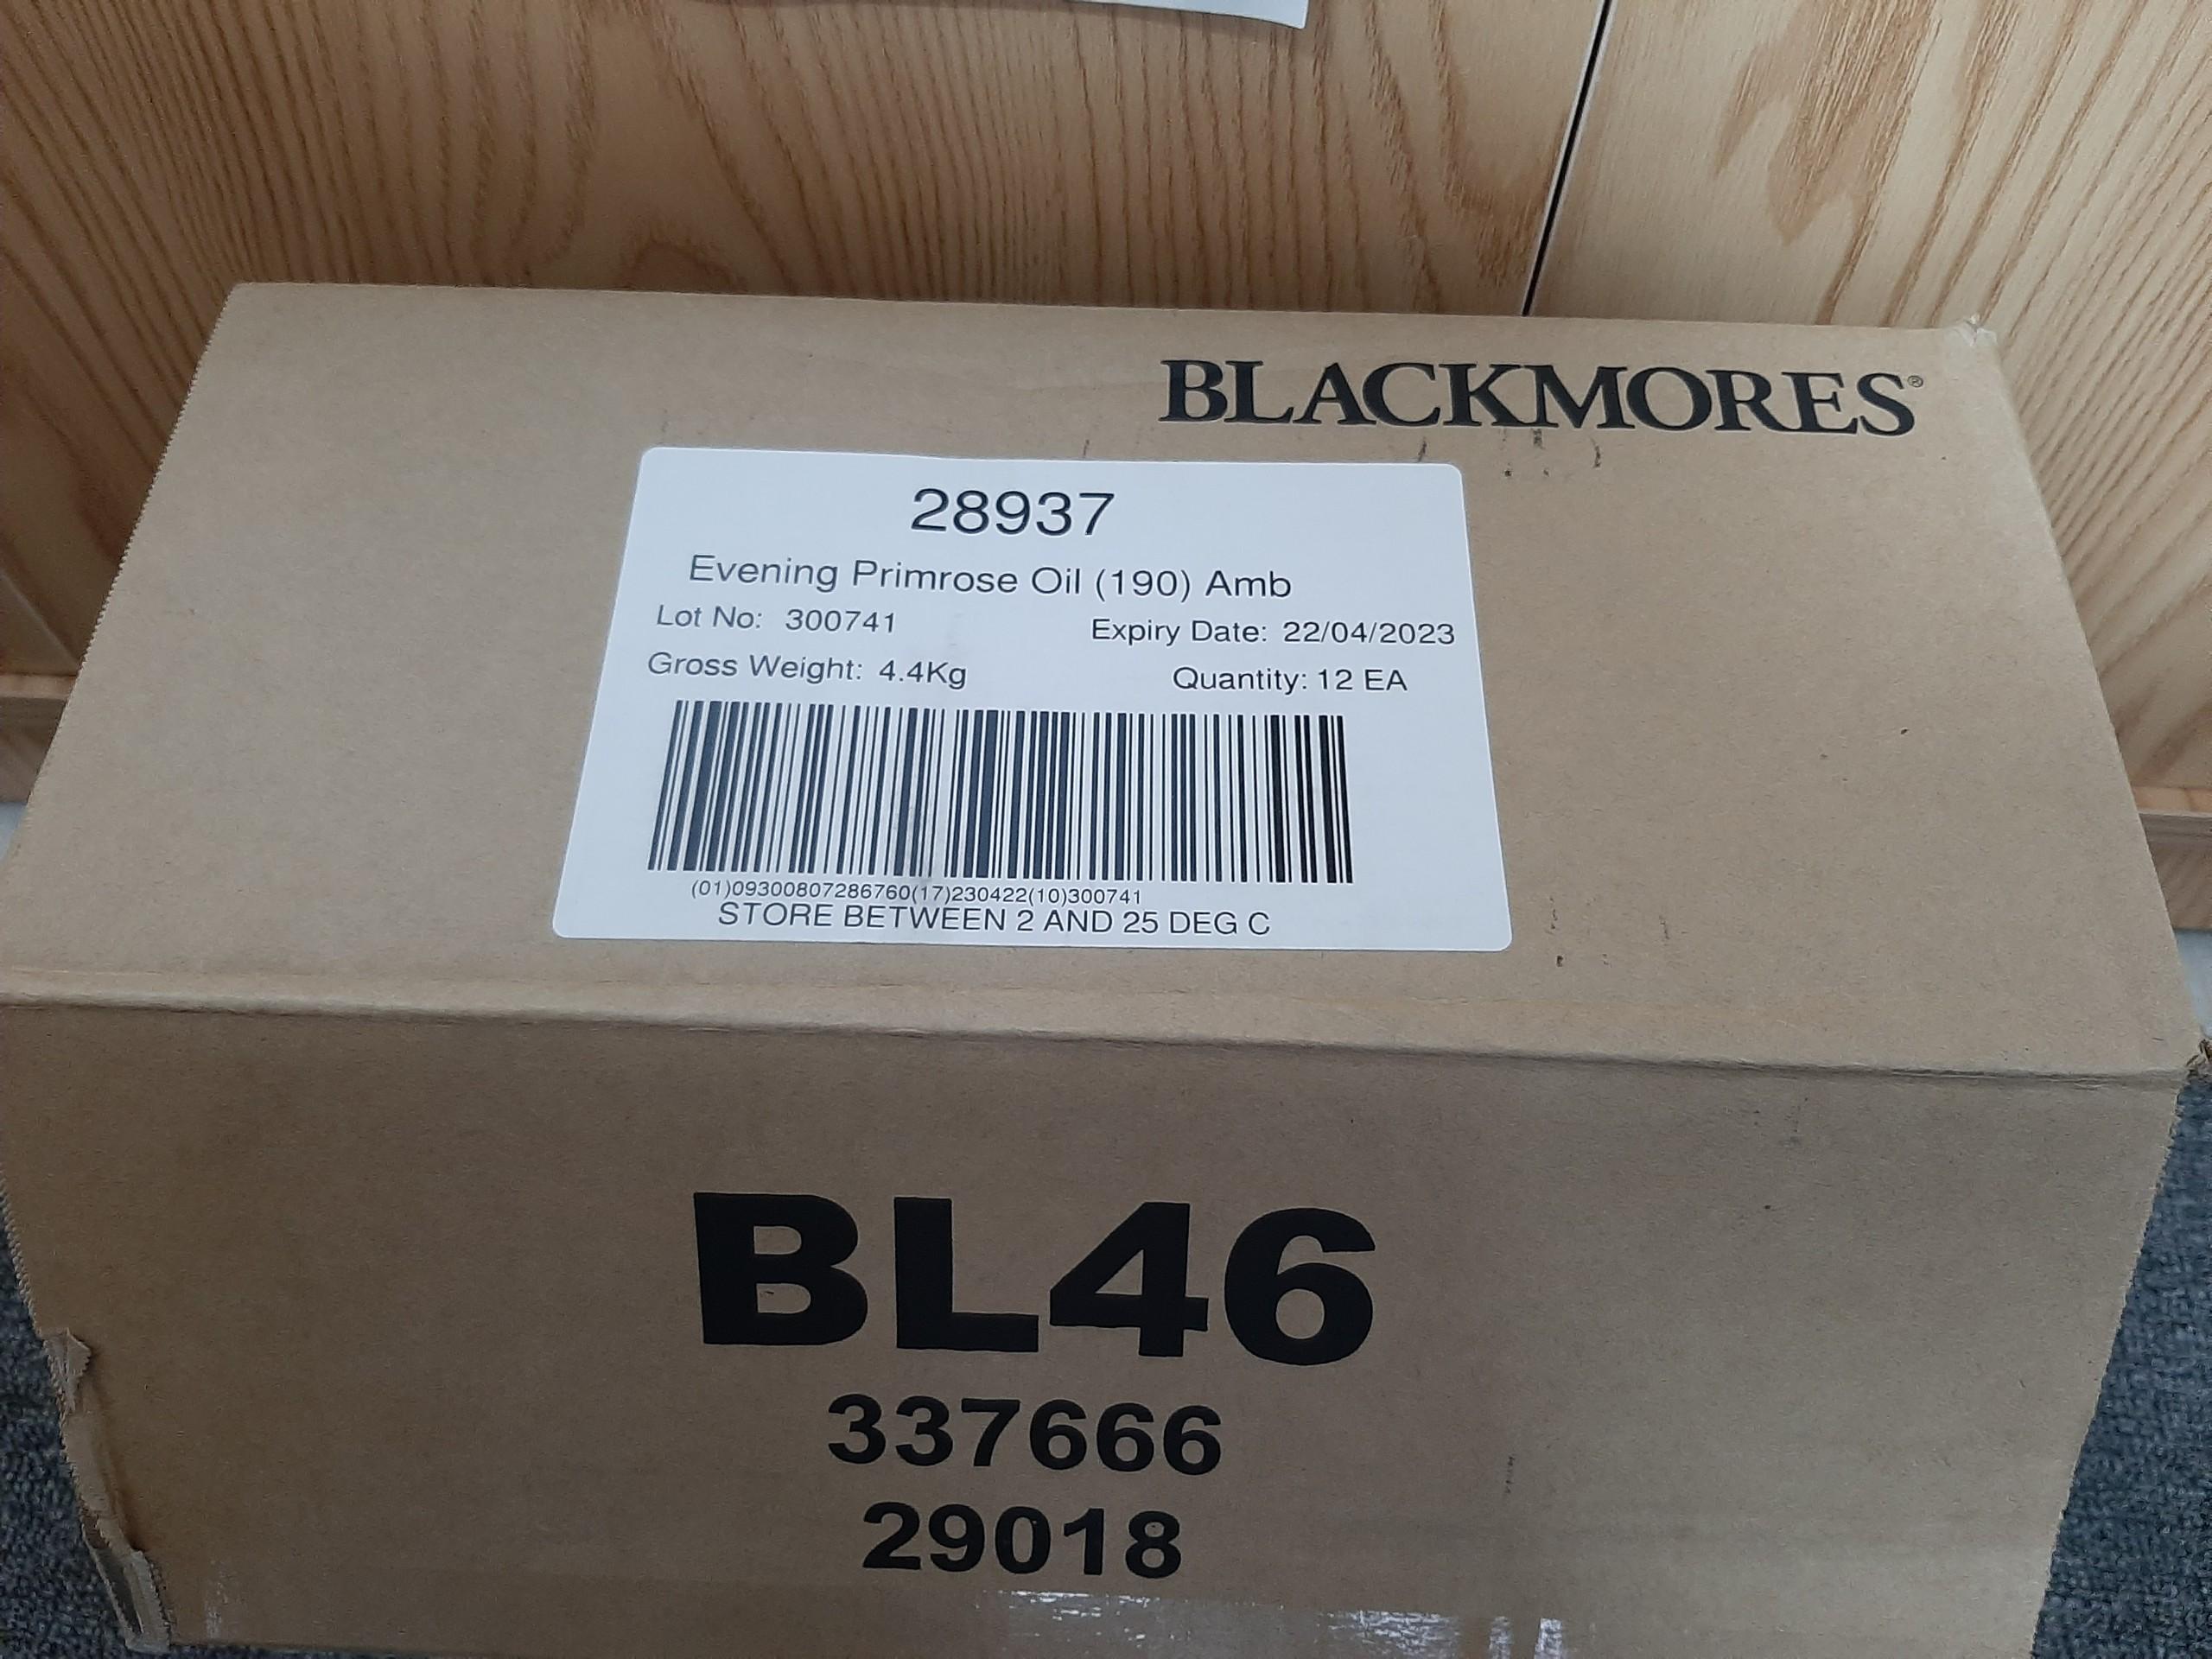 BLACKMORES®
28937
Evening Primrose Oil (190) Amb
Lot No: 300741 Expiry Date: 22/04/2023
Gross Weight: 4.4Kg Quantity: 12 EA
(01)09300807286760(17)230422(10)300741
STORE BETWEEN 2 AND 25 DEG C
BL46
337666
29018